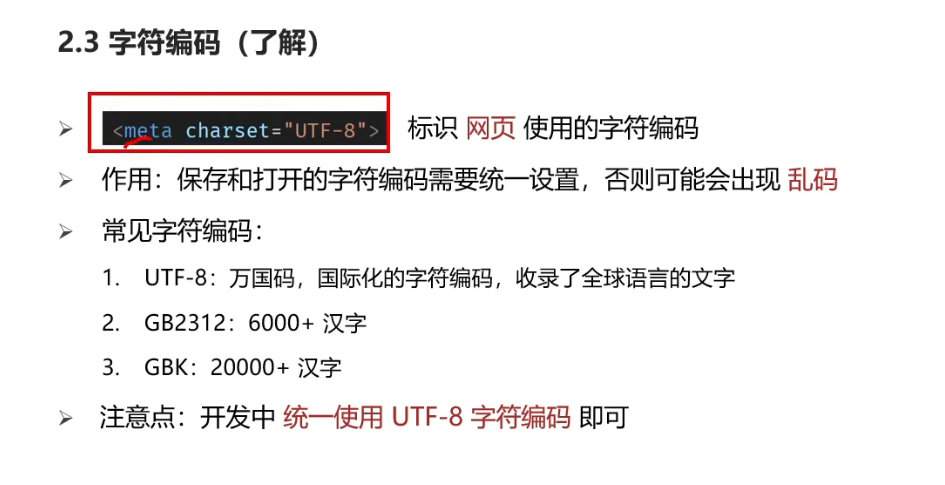 2.3 字符编码（了解）
<meta charset="UTF-8"> 标识 网页 使用的字符编码
作用：保存和打开的字符编码需要统一设置，否则可能会出现 乱码
常见字符编码：
1. UTF-8：万国码，国际化的字符编码，收录了全球语言的文字
2. GB2312：6000+ 汉字
3. GBK：20000+ 汉字
注意点：开发中 统一使用 UTF-8 字符编码 即可